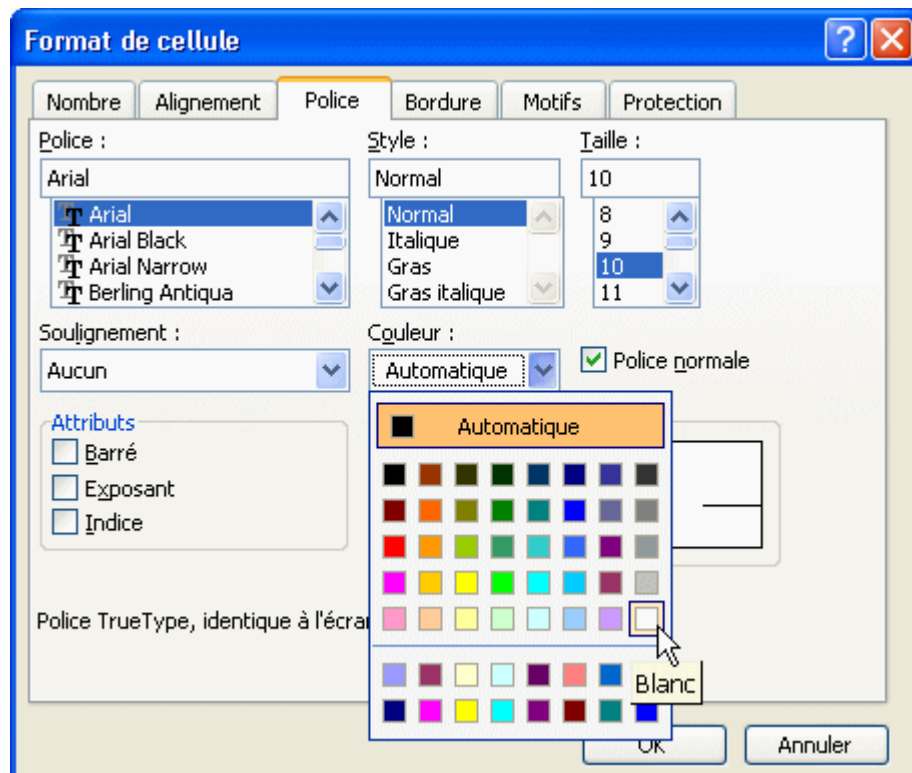 Format de cellule
Nombre Alignement Police Bordure Motifs Protection
Police : Style : Taille :
Arial Normal 10
Arial Normal 8
Arial Black Italique 9
Arial Narrow Gras 10
Berling Antiqua Gras italique 11
Soulignement : Couleur :
Aucun Automatique Police normale
Attributs Automatique
Barré
Exposant
Indice
Police TrueType, identique à l'écra
Blanc
OK Annuler